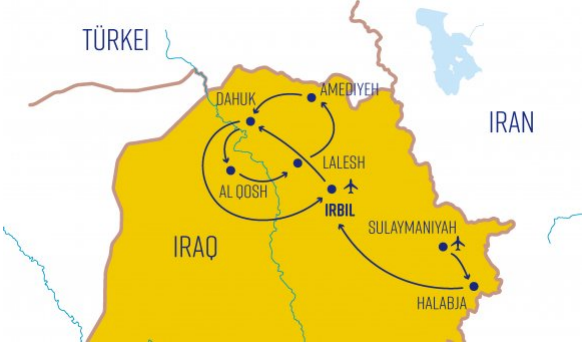 TÜRKEI
DAHUK
AMEDIYEH
IRAN
LALESH
AL QOSH
IRBIL
SULAYMANIYAH
IRAQ
HALABJA